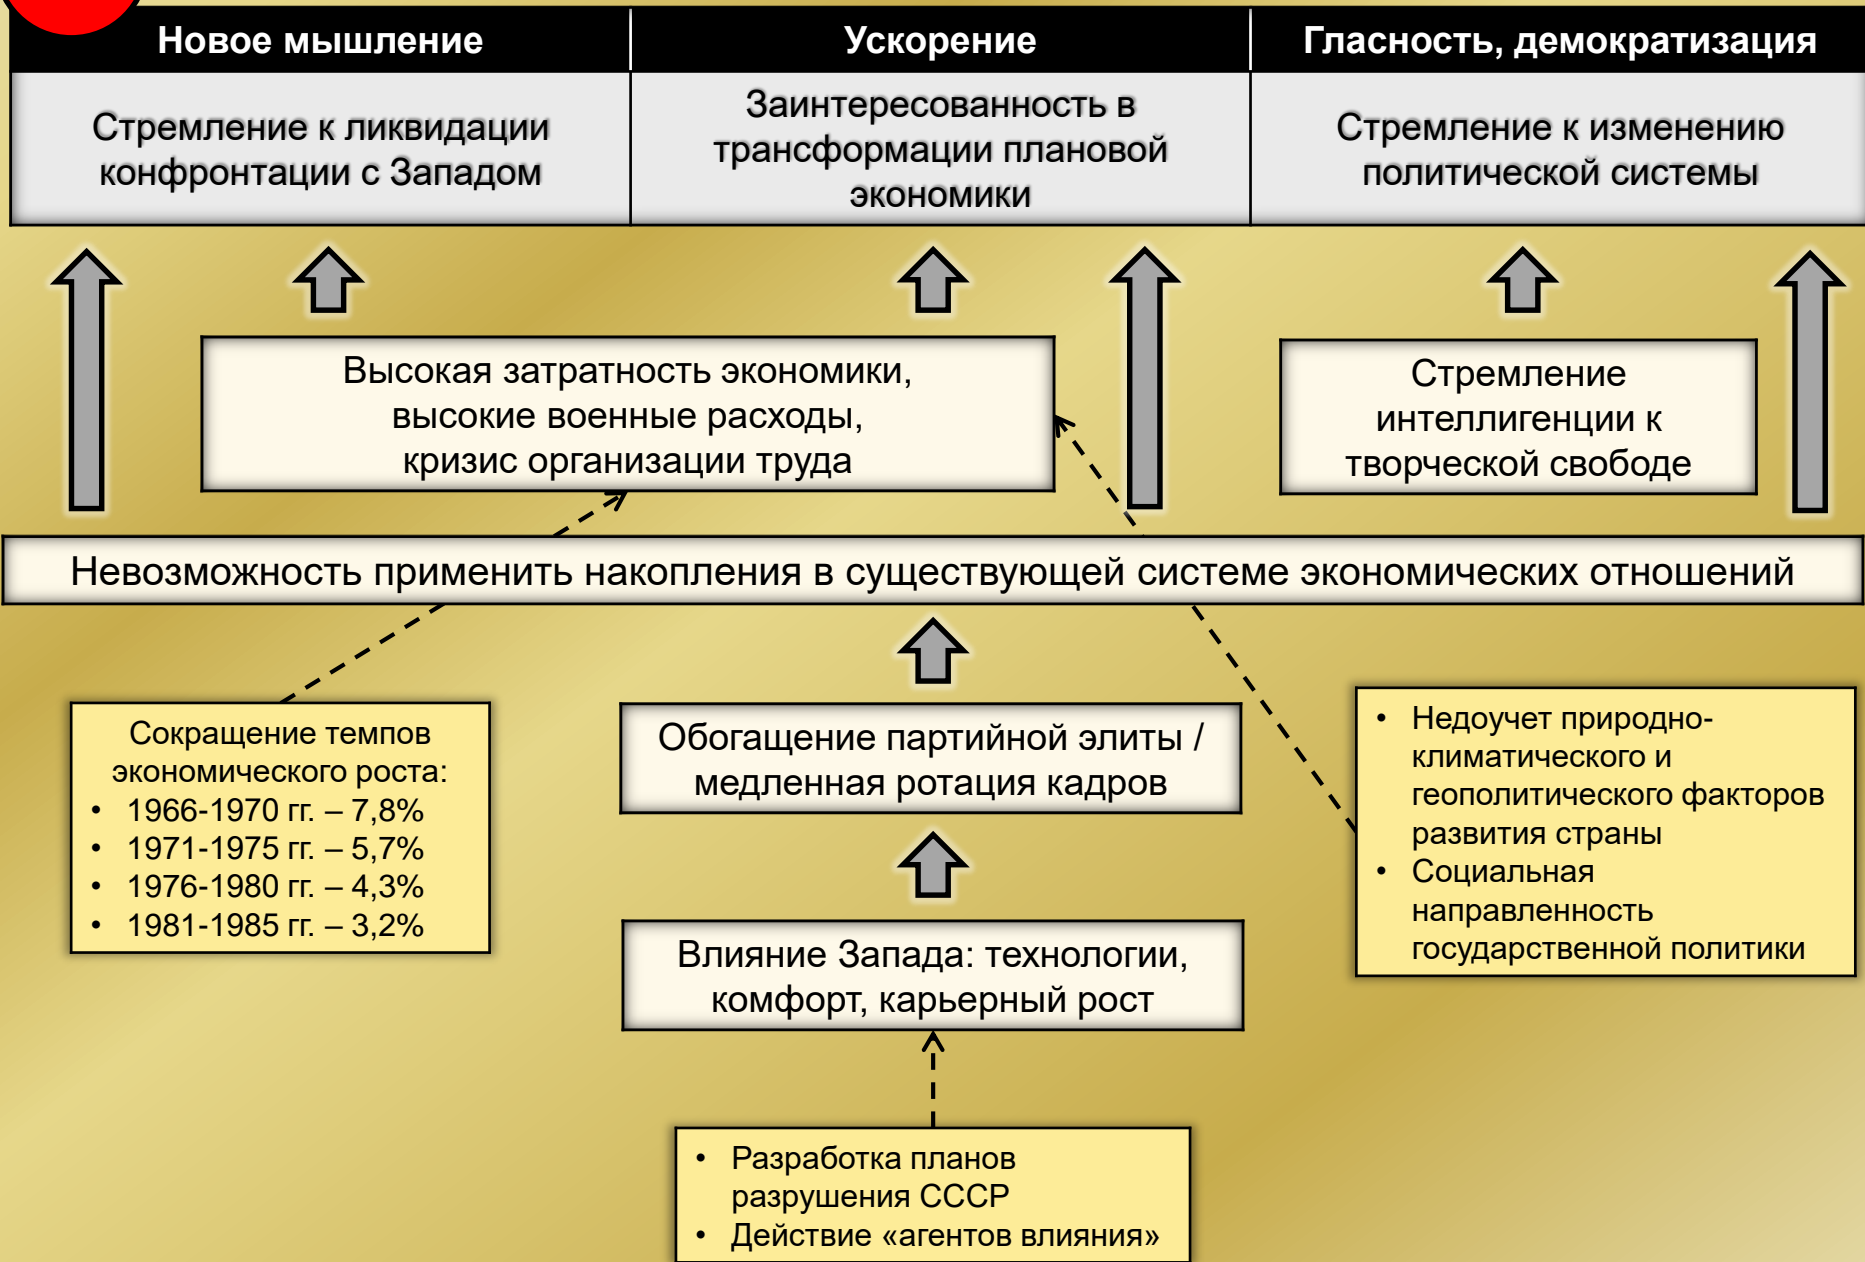 Новое мышление
Ускорение
Гласность, демократизация
Стремление к ликвидации
конфронтации с Западом
Заинтересованность в
трансформации плановой
экономики
Стремление к изменению
политической системы
Высокая затратность экономики,
высокие военные расходы,
кризис организации труда
Стремление
интеллигенции к
творческой свободе
Невозможность применить накопления в существующей системе экономических отношений
Сокращение темпов
экономического роста:
• 1966-1970 гг. – 7,8%
• 1971-1975 гг. – 5,7%
• 1976-1980 гг. – 4,3%
• 1981-1985 гг. – 3,2%
Обогащение партийной элиты /
медленная ротация кадров
• Недоучет природно-
климатического и
геополитического факторов
развития страны
• Социальная
направленность
государственной политики
Влияние Запада: технологии,
комфорт, карьерный рост
• Разработка планов
разрушения СССР
• Действие «агентов влияния»